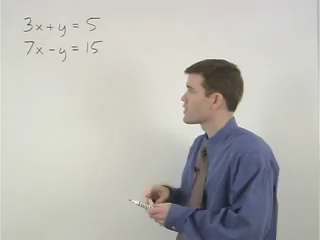 3x + y = 5
7x - y = 15